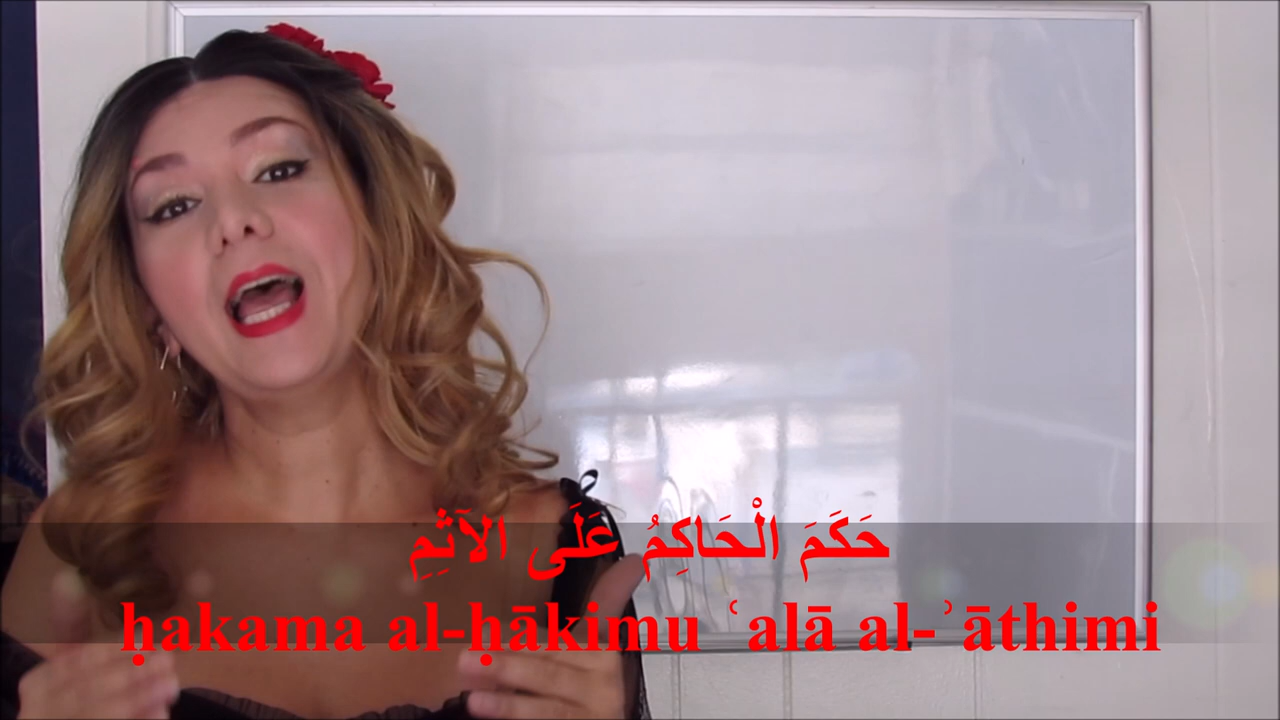 حَكَمَ الْحَاكِمُ عَلَى الآثِمِ
ḥakama al-ḥākimu ʿalā al-ʾāthimi